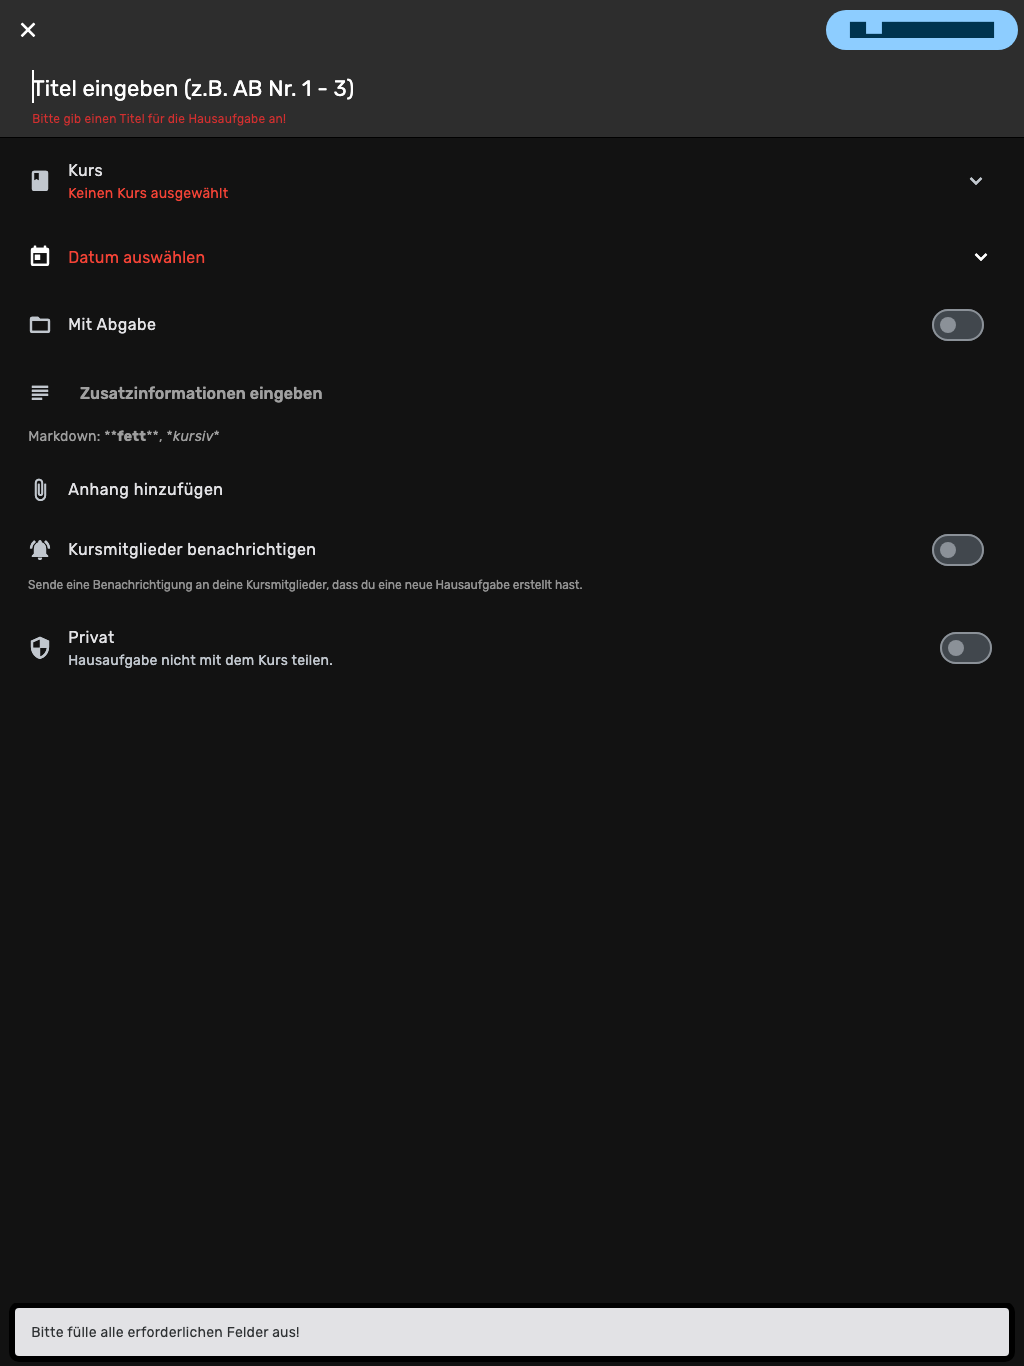 Titel eingeben (z.B. AB Nr. 1 - 3)
Bitte gib einen Titel für die Hausaufgabe an!
Kurs
Keinen Kurs ausgewählt
Datum auswählen
Mit Abgabe
Zusatzinformationen eingeben
Markdown: **fett**, *kursiv*
Anhang hinzufügen
Kursmitglieder benachrichtigen
Sende eine Benachrichtigung an deine Kursmitglieder, dass du eine neue Hausaufgabe erstellt hast.
Privat
Hausaufgabe nicht mit dem Kurs teilen.
Bitte fülle alle erforderlichen Felder aus!